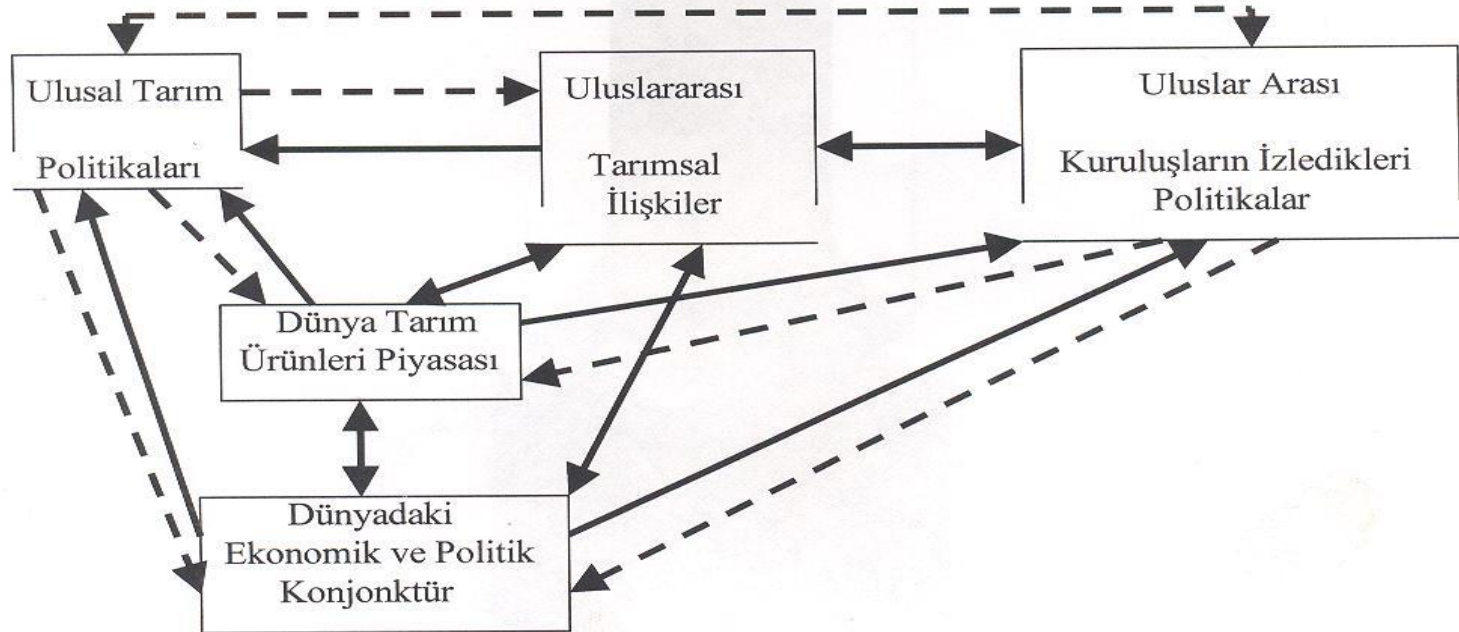 Ulusal Tarım
Politikaları
Uluslararası
Tarımsal
İlişkiler
Uluslar Arası
Kuruluşların İzledikleri
Politikalar
Dünya Tarım
Ürünleri Piyasası
Dünyadaki
Ekonomik ve Politik
Konjonktür